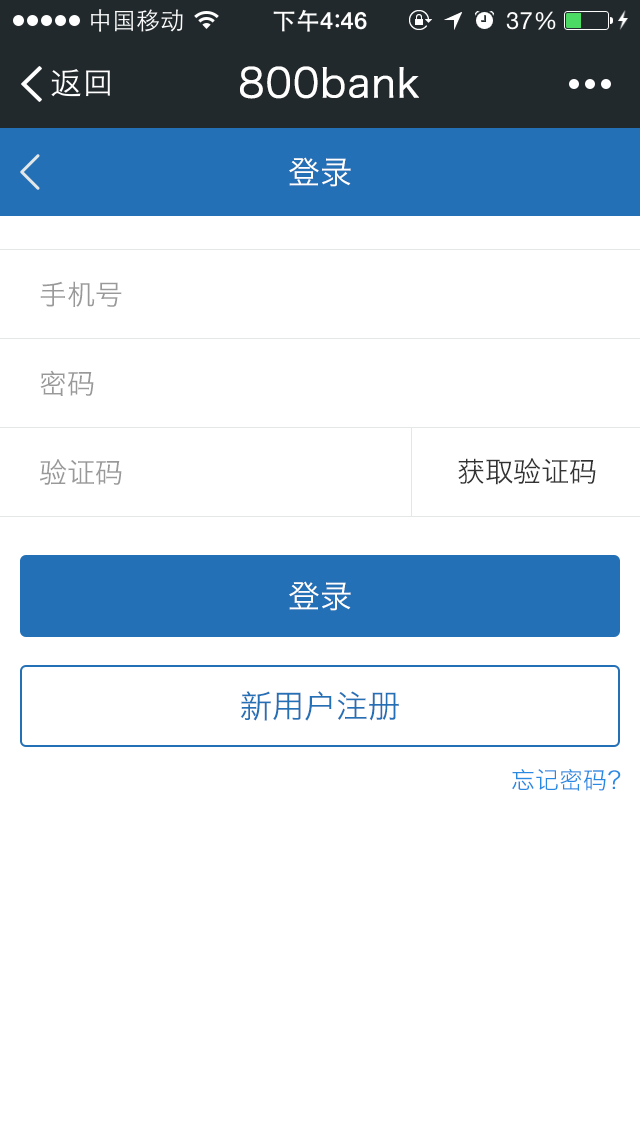 中国移动 下午4:46 37%
返回 800bank
登录
手机号
密码
验证码 获取验证码
登录
新用户注册
忘记密码?